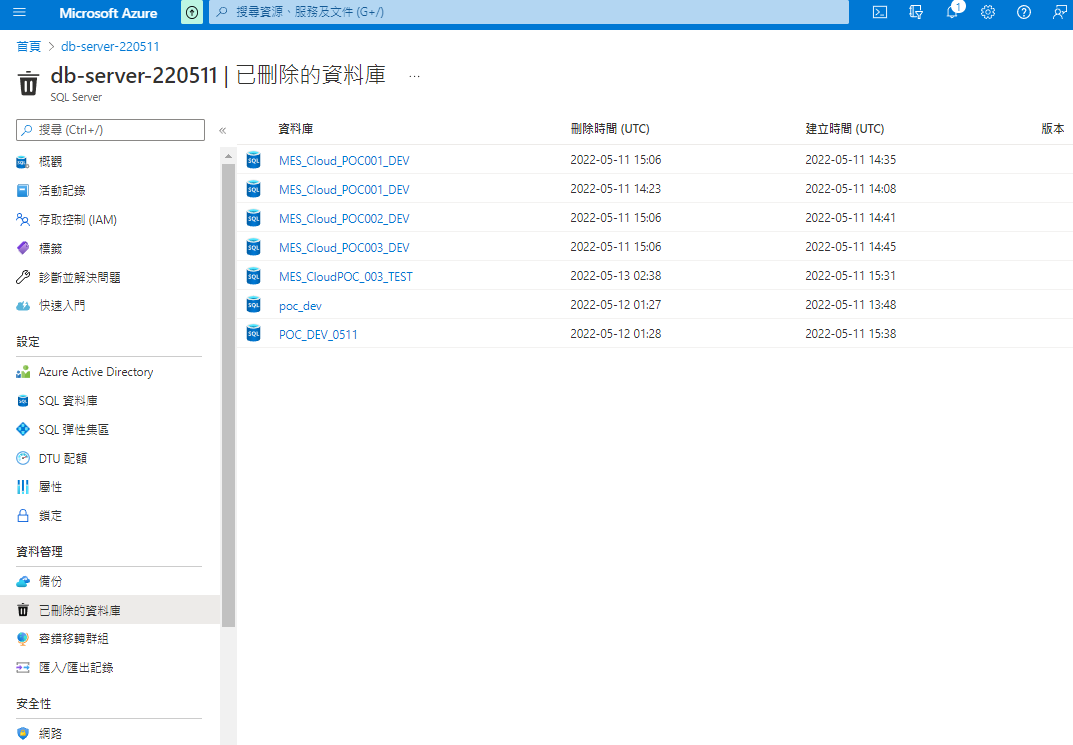 Microsoft Azure
搜尋資源、服務及文件 (G+/)
1
首頁 > db-server-220511
db-server-220511 | 已刪除的資料庫 ...
SQL Server
搜尋 (Ctrl+/)
«
概觀
活動記錄
存取控制 (IAM)
標籤
診斷並解決問題
快速入門
設定
Azure Active Directory
SQL 資料庫
SQL 彈性集區
DTU 配額
屬性
鎖定
資料管理
備份
已刪除的資料庫
容錯移轉群組
匯入/匯出記錄
安全性
網路
資料庫 刪除時間 (UTC) 建立時間 (UTC) 版本
SQL MES_Cloud_POC001_DEV 2022-05-11 15:06 2022-05-11 14:35
SQL MES_Cloud_POC001_DEV 2022-05-11 14:23 2022-05-11 14:08
SQL MES_Cloud_POC002_DEV 2022-05-11 15:06 2022-05-11 14:41
SQL MES_Cloud_POC003_DEV 2022-05-11 15:06 2022-05-11 14:45
SQL MES_CloudPOC_003_TEST 2022-05-13 02:38 2022-05-11 15:31
SQL poc_dev 2022-05-12 01:27 2022-05-11 13:48
SQL POC_DEV_0511 2022-05-12 01:28 2022-05-11 15:38